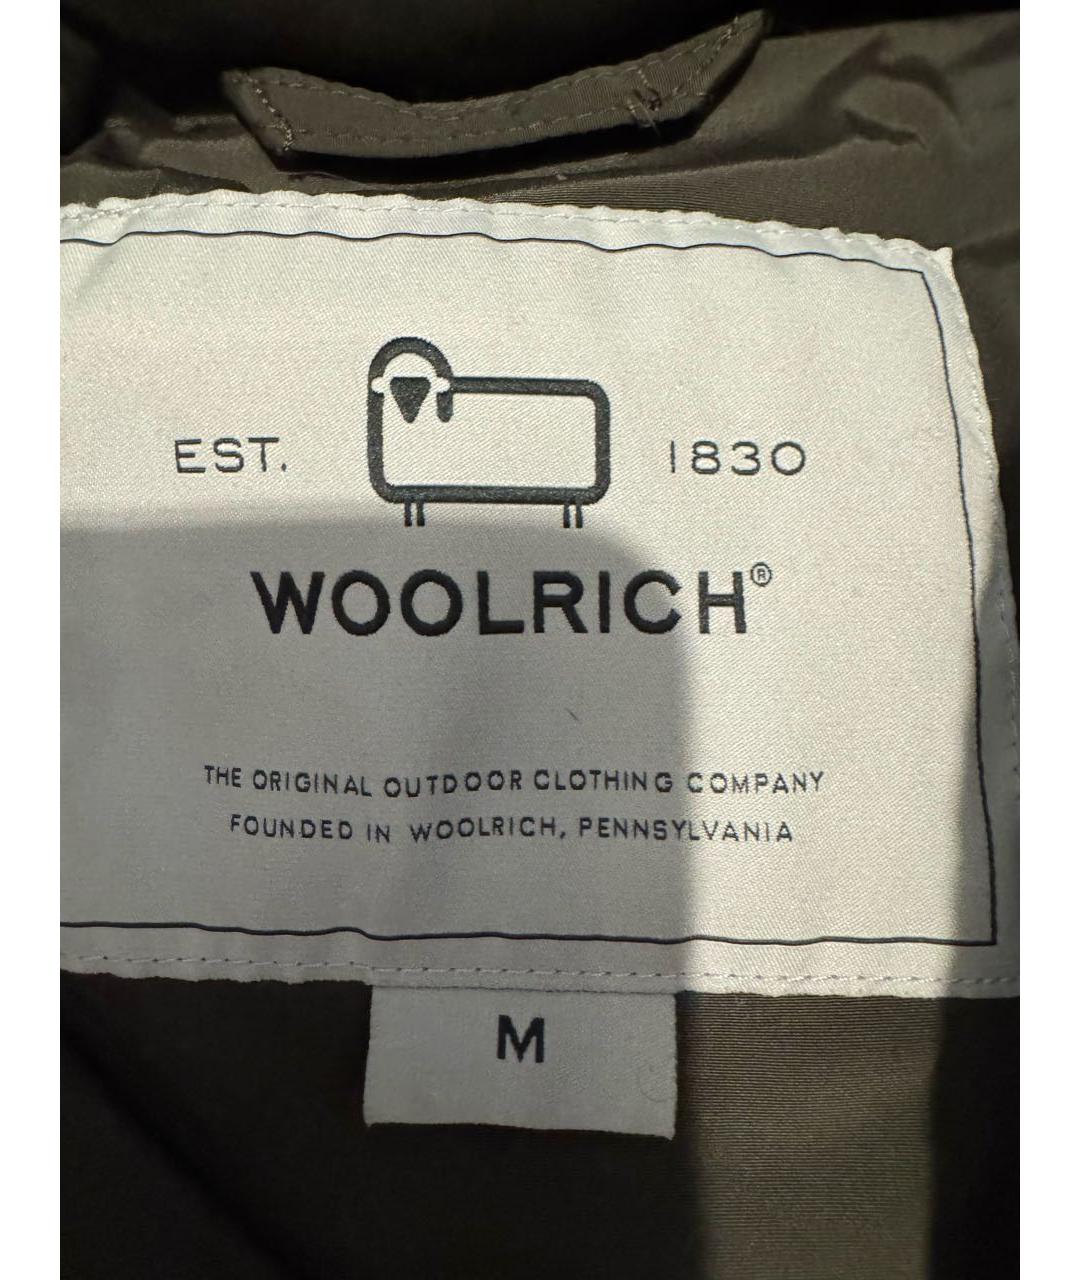 EST. 1830
WOOLRICH®
THE ORIGINAL OUTDOOR CLOTHING COMPANY
FOUNDED IN WOOLRICH, PENNSYLVANIA
M